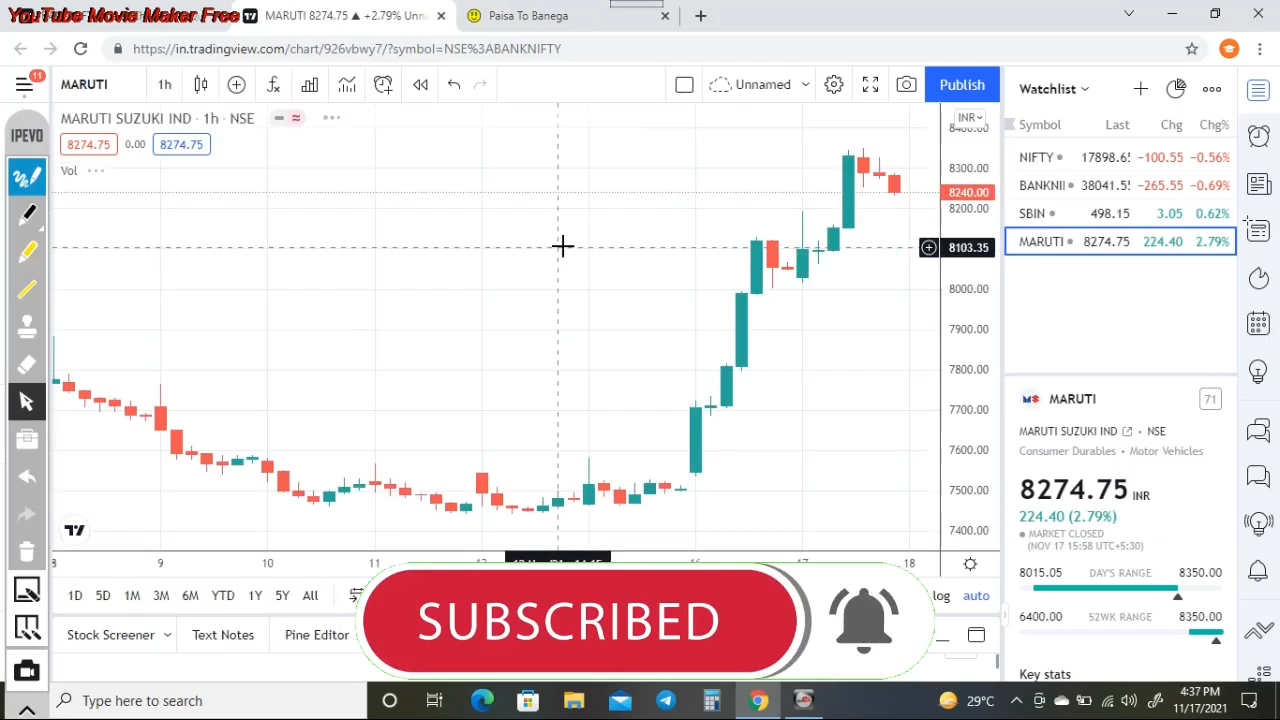 YouTube Movie Maker Free
MARUTI 8274.75 ▲ +2.79% Unna
Paisa To Banega
https://in.tradingview.com/chart/926vbwy7/?symbol=NSE%3ABANKNIFTY
11
MARUTI
1h
Unnamed
Publish
Watchlist
IPEVO
MARUTI SUZUKI IND · 1h · NSE
INR
8274.75
0.00
8274.75
Vol
Symbol Last Chg Chg%
NIFTY 17898.65 −100.55 −0.56%
BANKNII 38041.55 −265.55 −0.69%
SBIN 498.15 3.05 0.62%
MARUTI 8274.75 224.40 2.79%
8400.00
8300.00
8240.00
8200.00
8103.35
8000.00
7900.00
7800.00
7700.00
7600.00
7500.00
7400.00
MARUTI
71
MARUTI SUZUKI IND • NSE
Consumer Durables • Motor Vehicles
8274.75 INR
224.40 (2.79%)
MARKET CLOSED
(NOV 17 15:58 UTC+5:30)
8015.05 DAY'S RANGE 8350.00
6400.00 52WK RANGE 8350.00
Key stats
9 10 11 16 17 18
1D 5D 1M 3M 6M YTD 1Y 5Y All
log auto
SUBSCRIBED
Stock Screener
Text Notes
Pine Editor
Type here to search
29°C
4:37 PM
11/17/2021